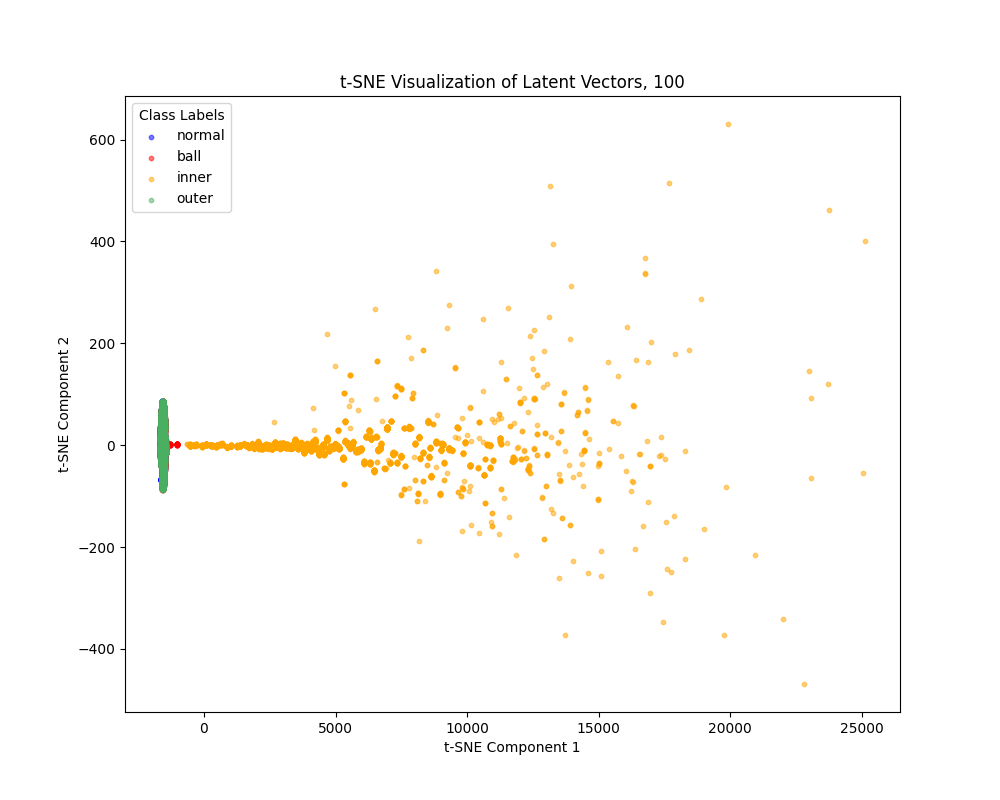 t-SNE Visualization of Latent Vectors, 100
Class Labels
normal
ball
inner
outer
t-SNE Component 2
600
400
200
0
−200
−400
0
5000
10000
15000
20000
25000
t-SNE Component 1